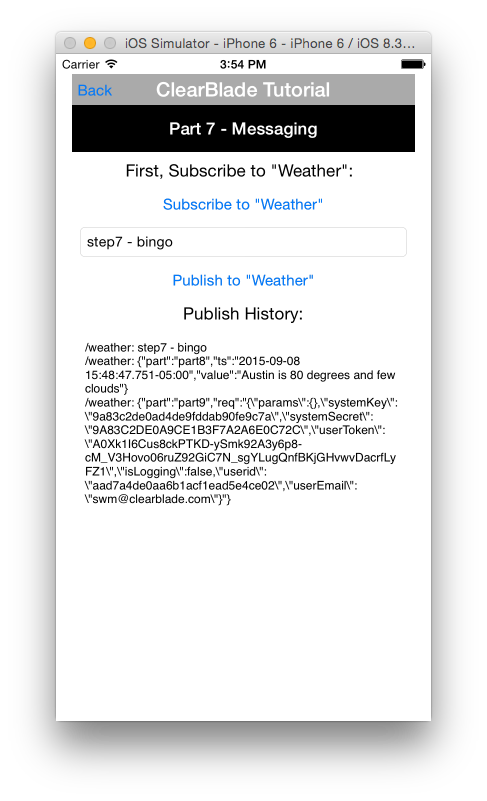 iOS Simulator - iPhone 6 - iPhone 6 / iOS 8.3...
Carrier 3:54 PM
Back ClearBlade Tutorial
Part 7 - Messaging
First, Subscribe to "Weather":
Subscribe to "Weather"
step7 - bingo
Publish to "Weather"
Publish History:
/weather: step7 - bingo
/weather: {"part":"part8","ts":"2015-09-08
15:48:47.751-05:00","value":"Austin is 80 degrees and few
clouds"}
/weather: {"part":"part9","req":"{\"params\":{},\"systemKey\":
\"9a83c2de0ad4de9fddab90fe9c7a\",\"systemSecret\":
\"9A83C2DE0A9CE1B3F7A2A6E0C72C\",\"userToken\":
\"A0Xk1I6Cus8ckPTKD-ySmk92A3y6p8-
cM_V3Hovo06ruZ92GiC7N_sgYLugQnfBKjGHvwvDacrfLy
FZ1\",\"isLogging\":false,\"userid\":
\"aad7a4de0aa6b1acf1ead5e4ce02\",\"userEmail\":
\"swm@clearblade.com\"}"}